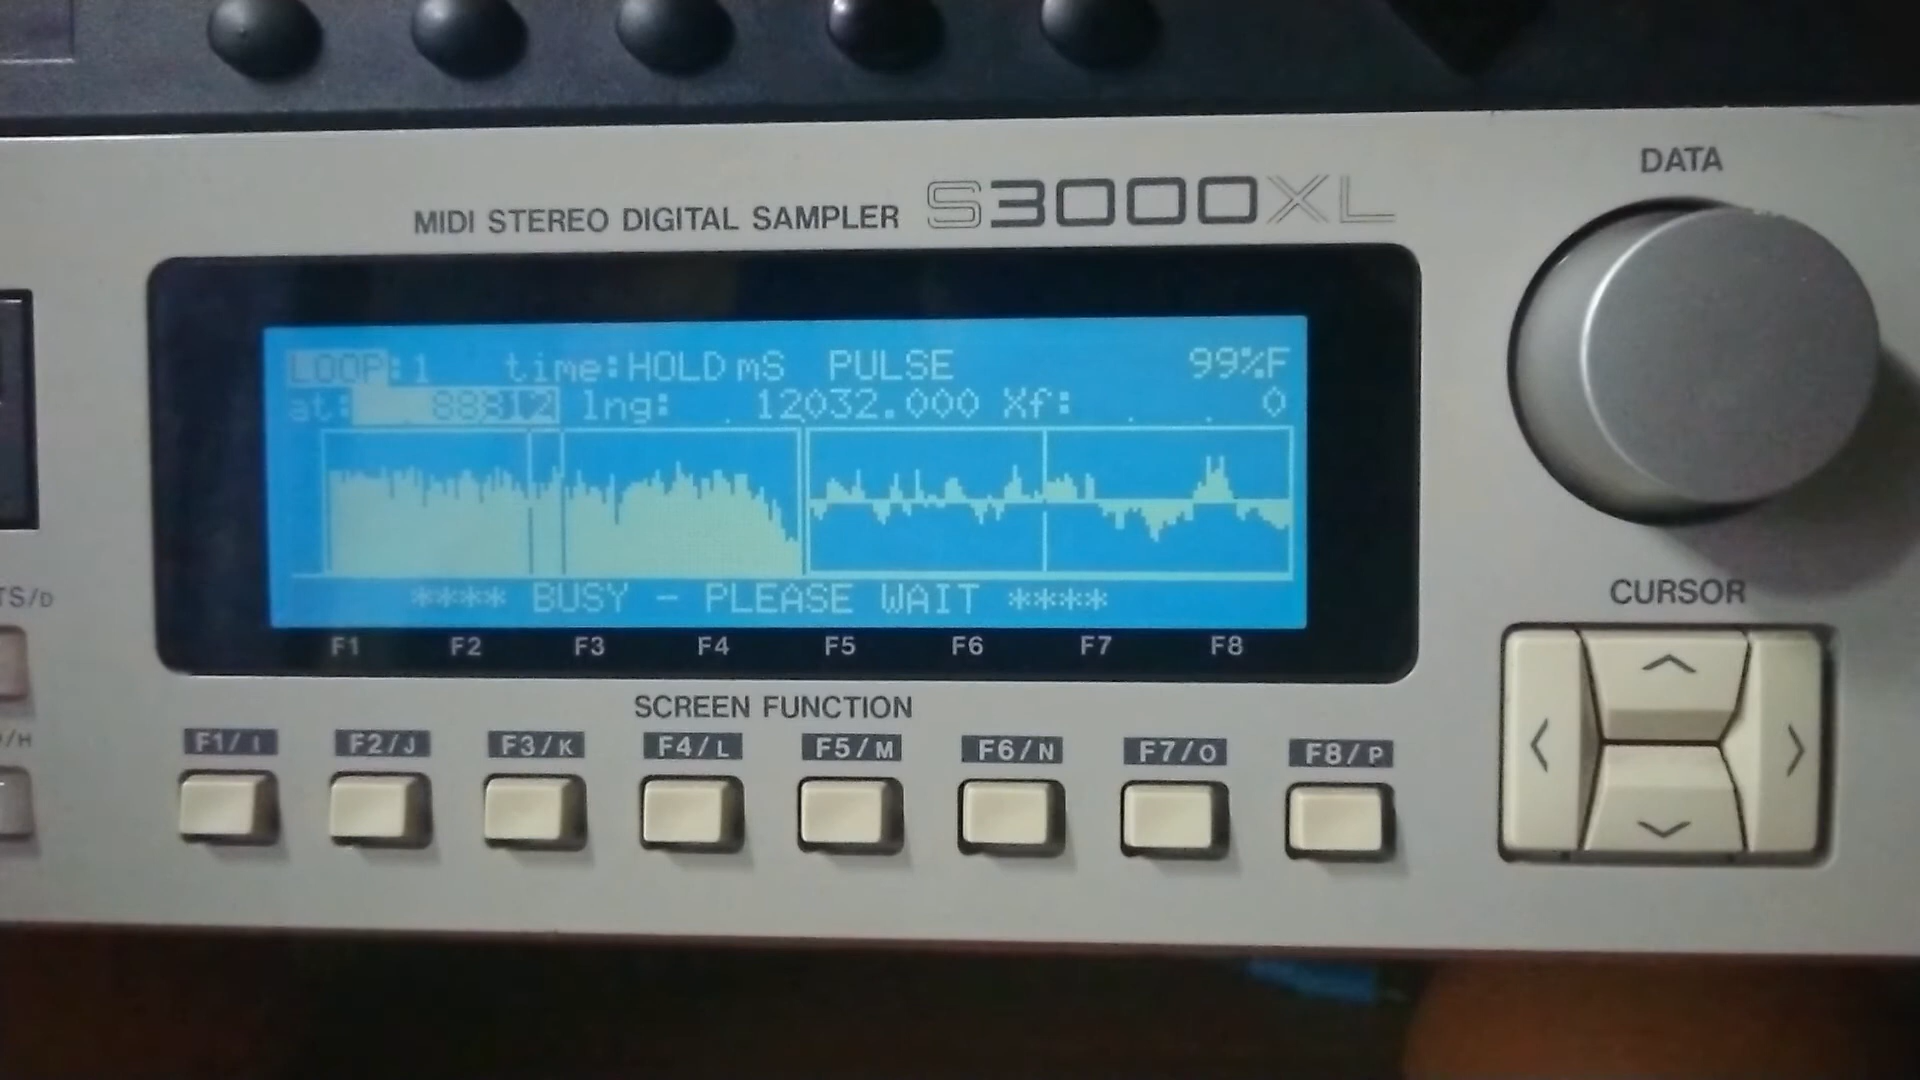 DATA
MIDI STEREO DIGITAL SAMPLER S3000XL
LOOP:1 time:HOLD mS PULSE 99%F
at: 88812 lng: 12032.000 Xf: 0
**** BUSY - PLEASE WAIT ****
F1 F2 F3 F4 F5 F6 F7 F8
CURSOR
SCREEN FUNCTION
F1/I F2/J F3/K F4/L F5/M F6/N F7/O F8/P
TS/D
/H